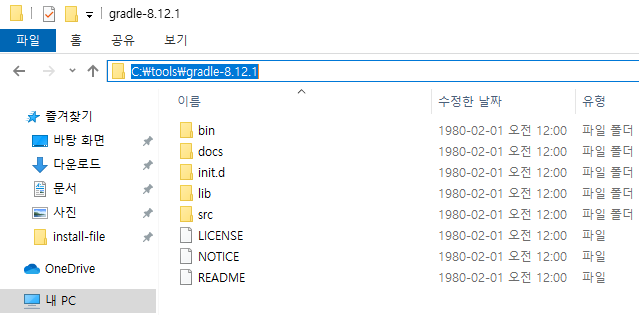 gradle-8.12.1
파일 홈 공유 보기
C:₩tools₩gradle-8.12.1
이름 수정한 날짜 유형
즐겨찾기
바탕 화면
다운로드
문서
사진
install-file
OneDrive
내 PC
bin 1980-02-01 오전 12:00 파일 폴더
docs 1980-02-01 오전 12:00 파일 폴더
init.d 1980-02-01 오전 12:00 파일 폴더
lib 1980-02-01 오전 12:00 파일 폴더
src 1980-02-01 오전 12:00 파일 폴더
LICENSE 1980-02-01 오전 12:00 파일
NOTICE 1980-02-01 오전 12:00 파일
README 1980-02-01 오전 12:00 파일